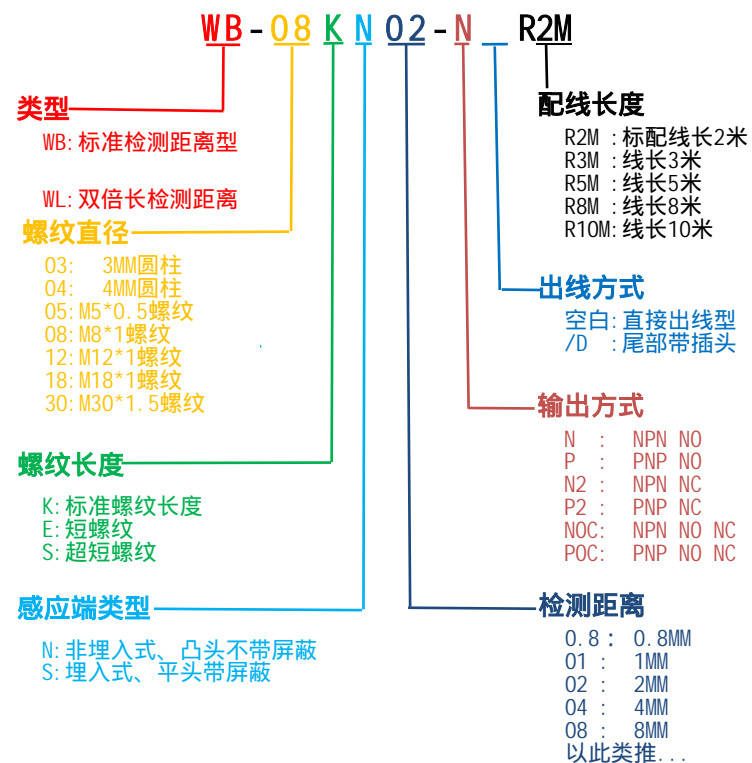 WB-08KN02-N__R2M
类型
WB:标准检测距离型
WL:双倍长检测距离
螺纹直径
03: 3MM圆柱
04: 4MM圆柱
05:M5*0.5螺纹
08:M8*1螺纹
12:M12*1螺纹
18:M18*1螺纹
30:M30*1.5螺纹
螺纹长度
K:标准螺纹长度
E:短螺纹
S:超短螺纹
感应端类型
N:非埋入式、凸头不带屏蔽
S:埋入式、平头带屏蔽
配线长度
R2M :标配线长2米
R3M :线长3米
R5M :线长5米
R8M :线长8米
R10M:线长10米
出线方式
空白:直接出线型
/D :尾部带插头
输出方式
N : NPN NO
P : PNP NO
N2 : NPN NC
P2 : PNP NC
NOC: NPN NO NC
POC: PNP NO NC
检测距离
0.8: 0.8MM
01 : 1MM
02 : 2MM
04 : 4MM
08 : 8MM
以此类推...